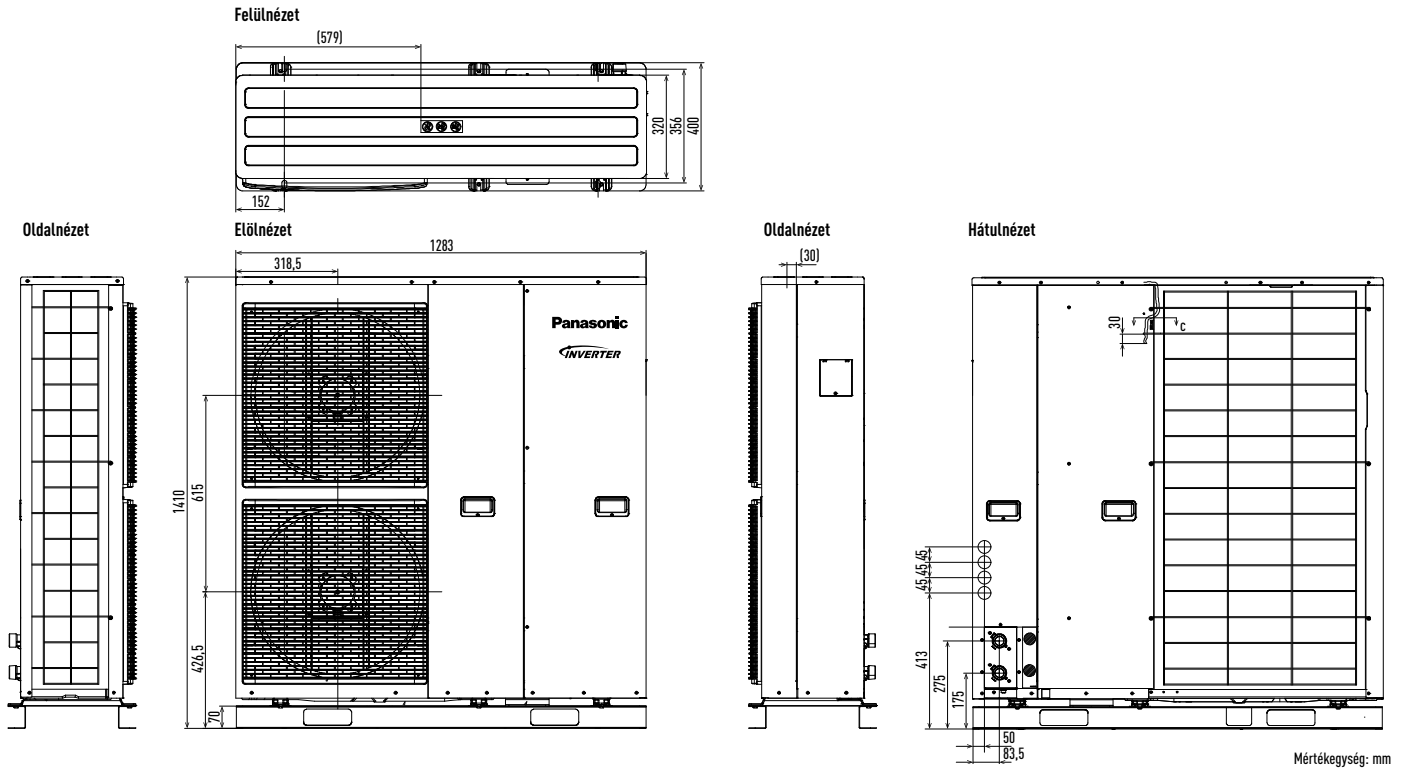 Felülnézet
(579)
320
356
400
152
Oldalnézet
Elölnézet
1283
318,5
Panasonic
INVERTER
1410
615
426,5
70
Oldalnézet
(30)
Hátulnézet
30
C
45
45
45
413
275
175
50
83,5
Mértékegység: mm